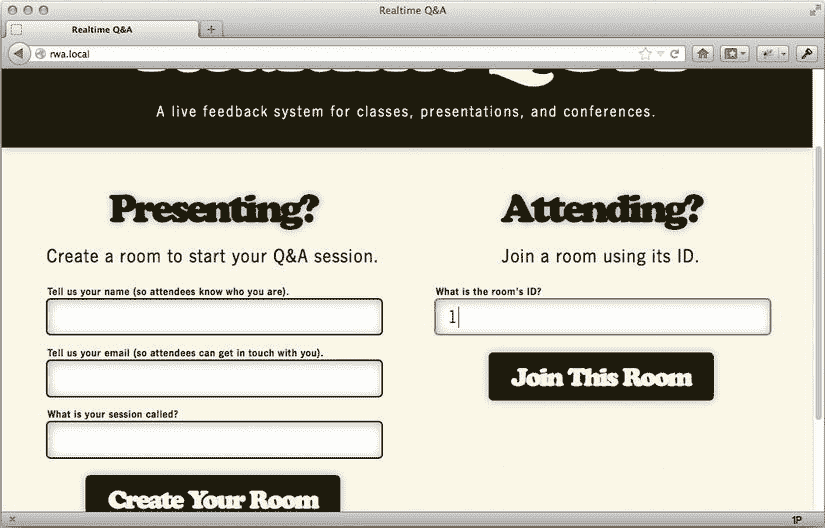 Realtime Q&A
Realtime Q&A
rwa.local
A live feedback system for classes, presentations, and conferences.
Presenting?
Create a room to start your Q&A session.
Tell us your name (so attendees know who you are).
Tell us your email (so attendees can get in touch with you).
What is your session called?
Create Your Room
Attending?
Join a room using its ID.
What is the room's ID?
1
Join This Room
1P